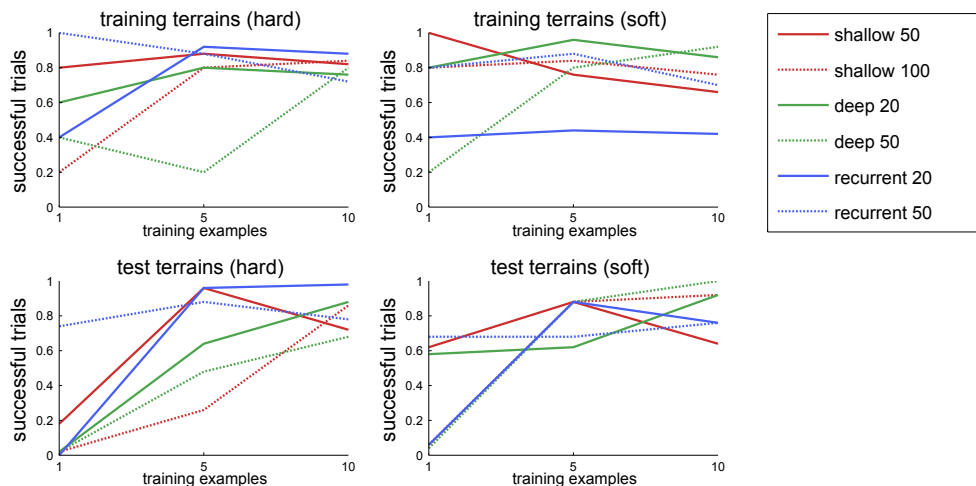 training terrains (hard)
1
0.8
0.6
0.4
0.2
0
successful trials
1
5
10
training examples
training terrains (soft)
1
0.8
0.6
0.4
0.2
0
successful trials
1
5
10
training examples
shallow 50
shallow 100
deep 20
deep 50
recurrent 20
recurrent 50
test terrains (hard)
1
0.8
0.6
0.4
0.2
0
successful trials
1
5
10
training examples
test terrains (soft)
1
0.8
0.6
0.4
0.2
0
successful trials
1
5
10
training examples